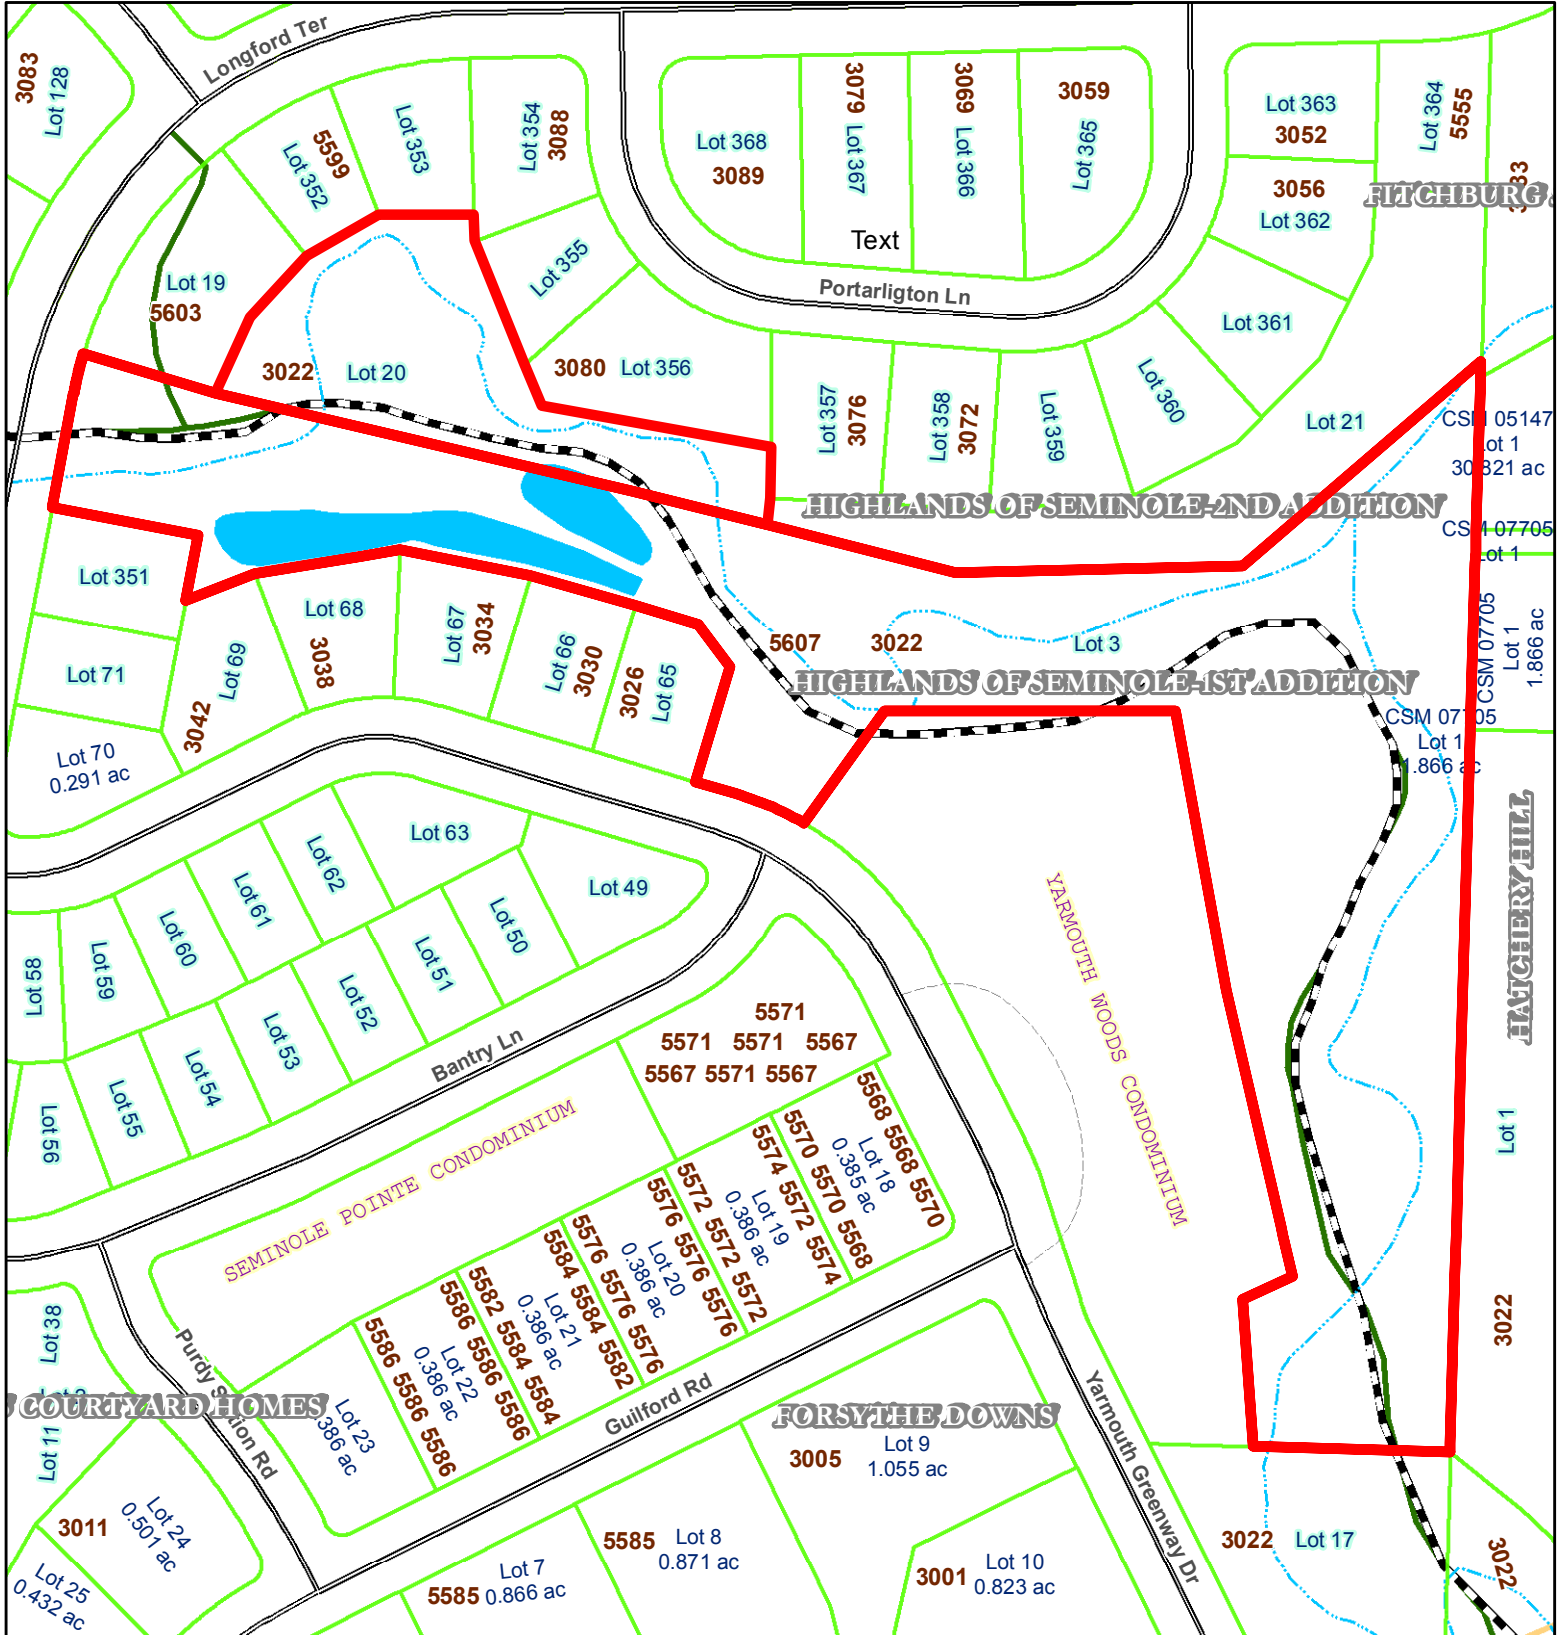 Longford Ter
3083
Lot 128
5599
Lot 352
Lot 353
Lot 354
3088
Lot 368
3089
3079
Lot 367
3069
Lot 366
3059
Lot 365
Lot 363
3052
3056
Lot 362
Lot 364
5555
FITCHBURG
Text
Portarligton Ln
Lot 355
Lot 19
5603
3022
Lot 20
3080
Lot 356
Lot 361
Lot 360
Lot 357
3076
Lot 358
3072
Lot 359
Lot 21
CSM 05147
Lot 1
30.821 ac
HIGHLANDS OF SEMINOLE-2ND ADDITION
CSM 07705
Lot 1
CSM 07705
Lot 1
1.866 ac
Lot 351
Lot 71
Lot 70
0.291 ac
Lot 69
3042
Lot 68
3038
Lot 67
3034
Lot 66
3030
3026
Lot 65
5607
3022
Lot 3
HIGHLANDS OF SEMINOLE-1ST ADDITION
CSM 07705
Lot 1
1.866 ac
HATCHERY HILL
Lot 63
Lot 62
Lot 61
Lot 60
Lot 59
Lot 58
Lot 49
Lot 50
Lot 51
Lot 52
Lot 53
Lot 54
Lot 55
Lot 56
Bantry Ln
YARMOUTH WOODS CONDOMINIUM
5571
5571 5571 5567
5567 5571 5567
SEMINOLE POINTE CONDOMINIUM
5568 5568 5570
Lot 18
0.385 ac
5570 5570 5568
5574 5572 5574
Lot 19
0.386 ac
5572 5572 5572
5576 5576 5576
Lot 20
0.386 ac
5576 5576 5576
5584 5584 5582
Lot 21
0.386 ac
5582 5584 5584
5586 5586 5586
Lot 22
0.386 ac
5586 5586 5586
Lot 23
.386 ac
Lot 1
3022
Lot 38
Lot 11
COURTYARD HOMES
Purdy Station Rd
Guilford Rd
FORSYTHE DOWNS
Yarmouth Greenway Dr
3005
Lot 9
1.055 ac
3011
Lot 24
0.501 ac
Lot 25
0.432 ac
5585
Lot 7
0.866 ac
5585
Lot 8
0.871 ac
3001
Lot 10
0.823 ac
3022
Lot 17
3022